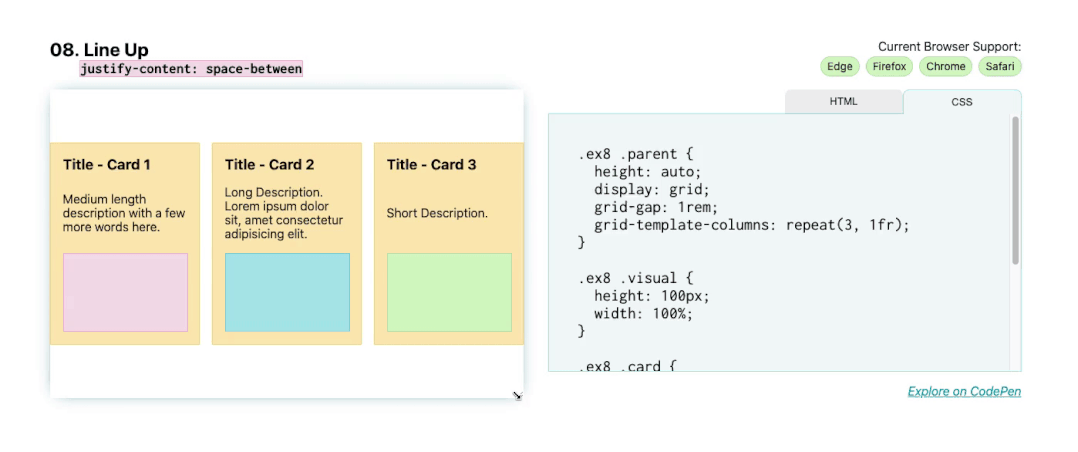 08. Line Up
justify-content: space-between
Current Browser Support:
Edge Firefox Chrome Safari
Title - Card 1
Medium length
description with a few
more words here.
Title - Card 2
Long Description.
Lorem ipsum dolor
sit, amet consectetur
adipisicing elit.
Title - Card 3
Short Description.
HTML CSS
.ex8 .parent {
  height: auto;
  display: grid;
  grid-gap: 1rem;
  grid-template-columns: repeat(3, 1fr);
}
.ex8 .visual {
  height: 100px;
  width: 100%;
}
.ex8 .card {
Explore on CodePen